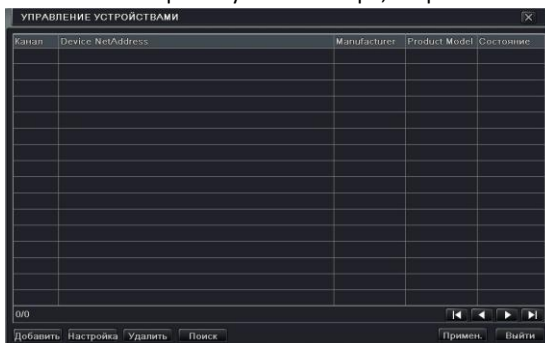 УПРАВЛЕНИЕ УСТРОЙСТВАМИ
Канал Device NetAddress Manufacturer Product Model Состояние
0/0
Добавить Настройка Удалить Поиск Примен. Выйти